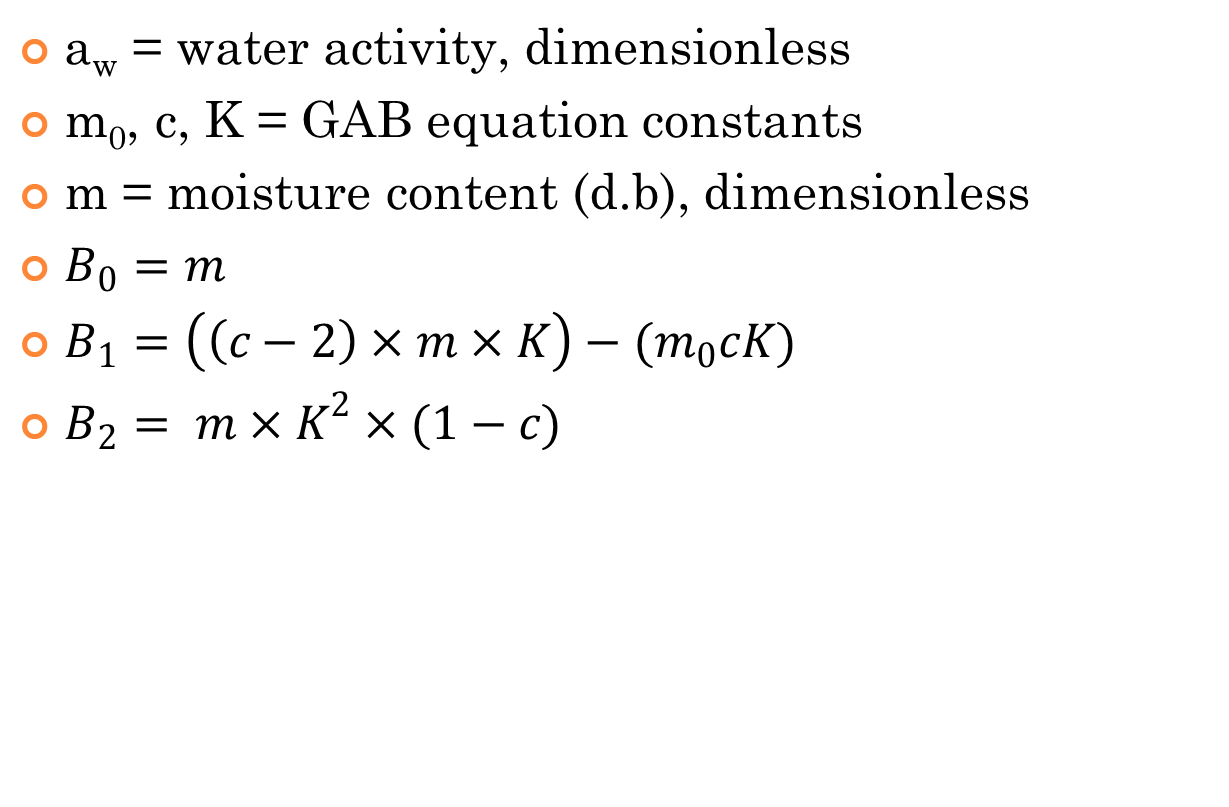 a_w = water activity, dimensionless
m_0, c, K = GAB equation constants
m = moisture content (d.b), dimensionless
B_0 = m
B_1 = ((c − 2) × m × K) − (m_0cK)
B_2 = m × K^2 × (1 − c)